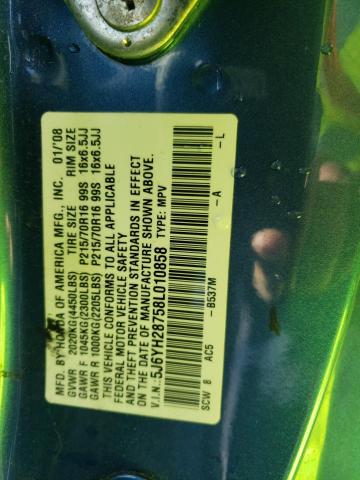 MFD. BY HONDA OF AMERICA MFG., INC. 01/'08
GVWR 2020KG(4450LBS) TIRE SIZE RIM SIZE
GAWR F 1045KG(2300LBS) P215/70R16 99S 16x6.5JJ
GAWR R 1000KG(2205LBS) P215/70R16 99S 16x6.5JJ
THIS VEHICLE CONFORMS TO ALL APPLICABLE
FEDERAL MOTOR VEHICLE SAFETY
STANDARDS IN EFFECT
ON THE DATE OF MANUFACTURE SHOWN ABOVE.
V.I.N.: 5J6YH28758L010858 TYPE: MPV
SCW 8 AC5 - B537M - A - L